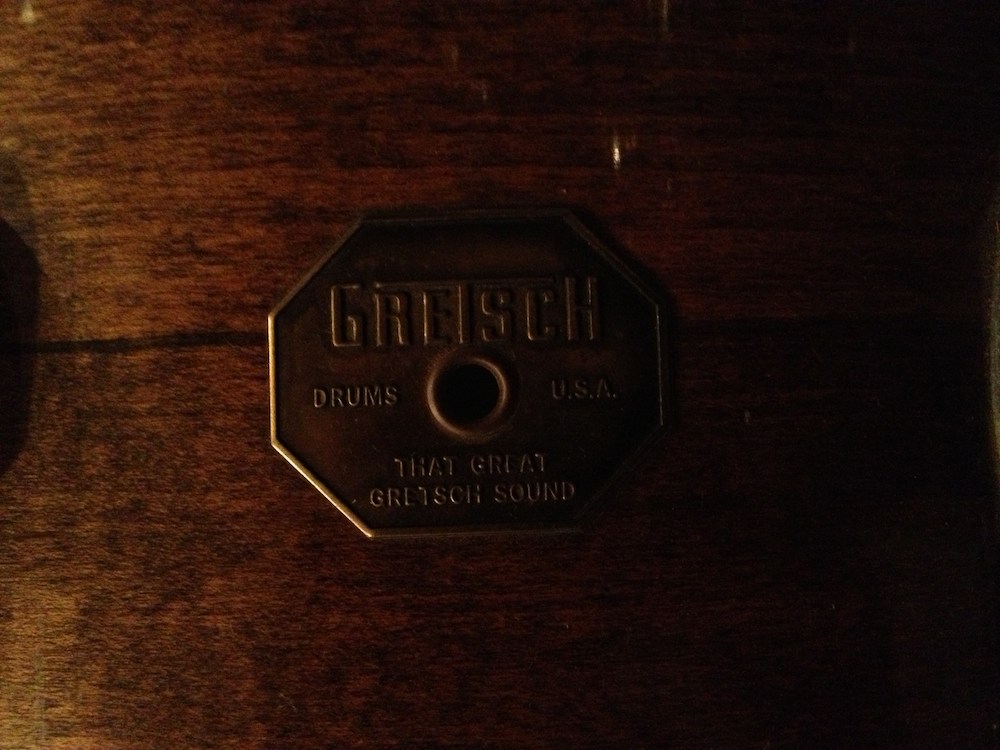 GRETSCH
DRUMS U.S.A.
THAT GREAT
GRETSCH SOUND